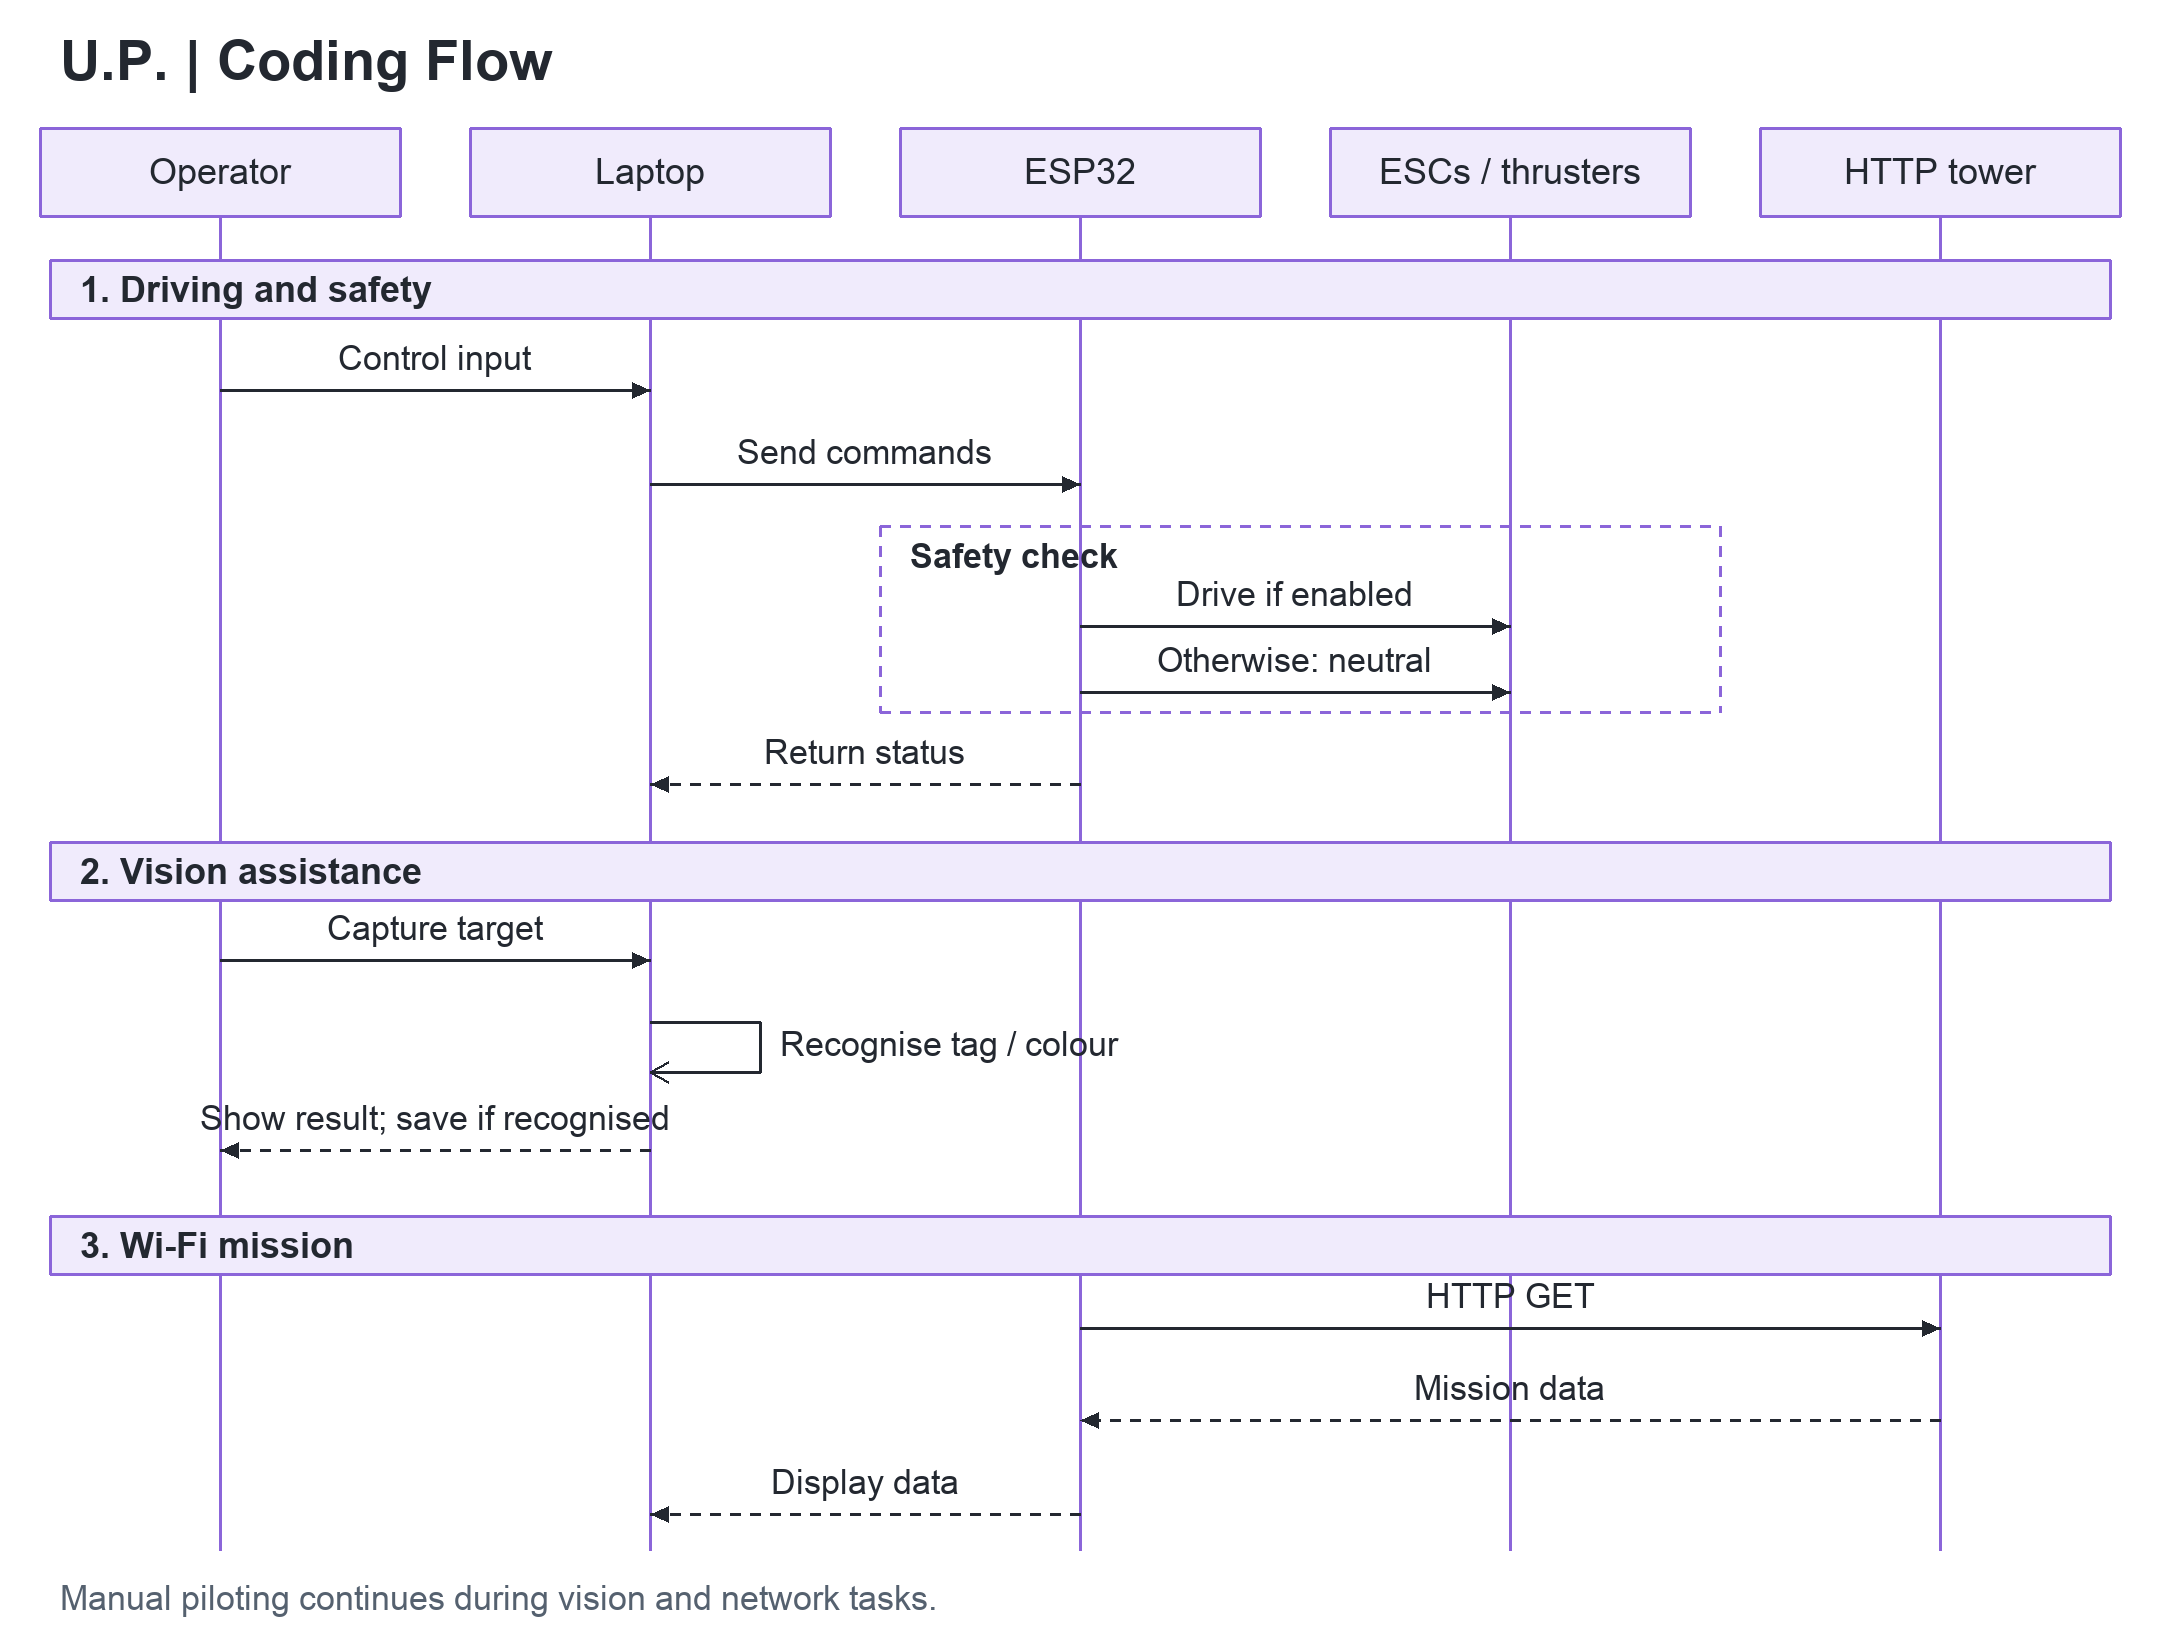 U.P. | Coding Flow
Operator
Laptop
ESP32
ESCs / thrusters
HTTP tower
1. Driving and safety
Control input
Send commands
Safety check
Drive if enabled
Otherwise: neutral
Return status
2. Vision assistance
Capture target
Recognise tag / colour
Show result; save if recognised
3. Wi-Fi mission
HTTP GET
Mission data
Display data
Manual piloting continues during vision and network tasks.